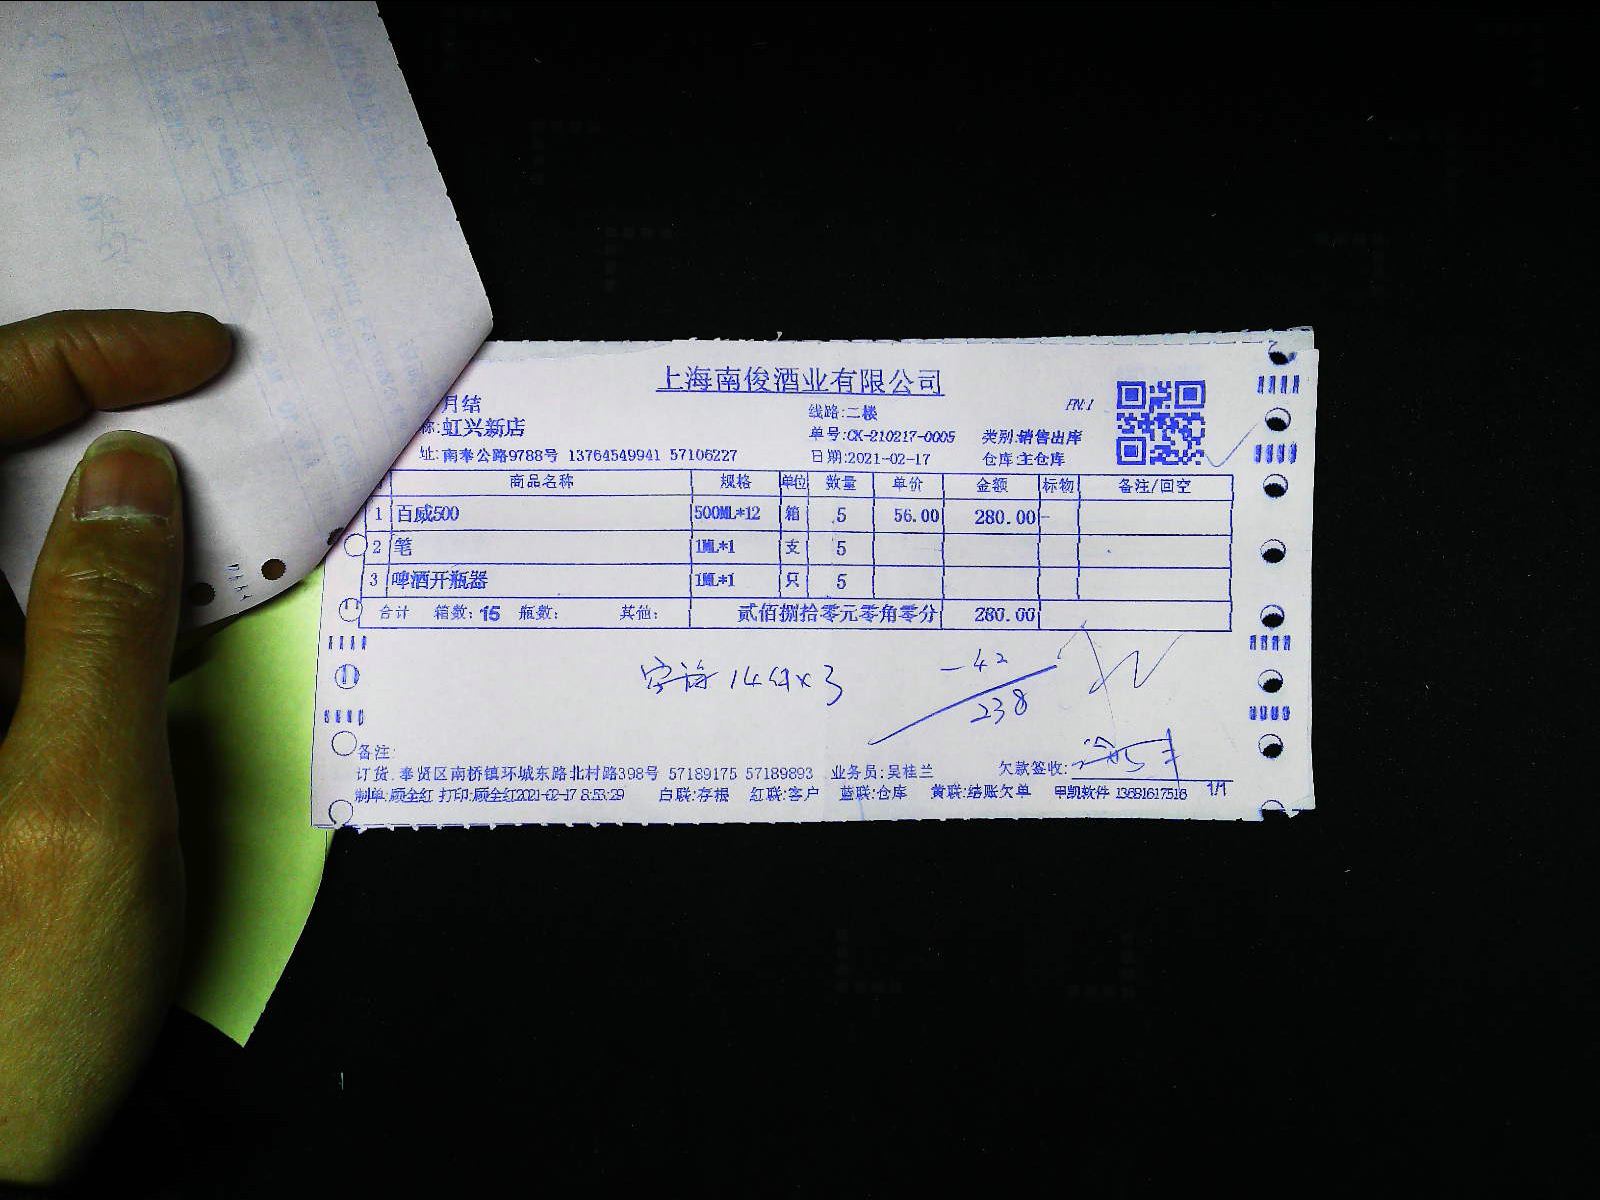 上海南俊酒业有限公司
月结 线路:二楼 PN:1
称:虹兴新店 单号:CK-210217-0005 类别:销售出库
址:南奉公路9788号 13764549941 57106227 日期:2021-02-17 仓库:主仓库
商品名称 规格 单位 数量 单价 金额 标物 备注/回空
1 百威500 500ML*12 箱 5 56.00 280.00 -
2 笔 1ML*1 支 5
3 啤酒开瓶器 1ML*1 只 5
合计 箱数: 15 瓶数: 其他: 贰佰捌拾零元零角零分 280.00
14个×3 -42
238
备注:
订货:奉贤区南桥镇环城东路北村路398号 57189175 57189893 业务员:吴桂兰 欠款签收:
制单:顾全红 打印:顾全红2021-02-17 8:53:29 白联:存根 红联:客户 蓝联:仓库 黄联:结账欠单 甲凯软件 13681617516 1/1